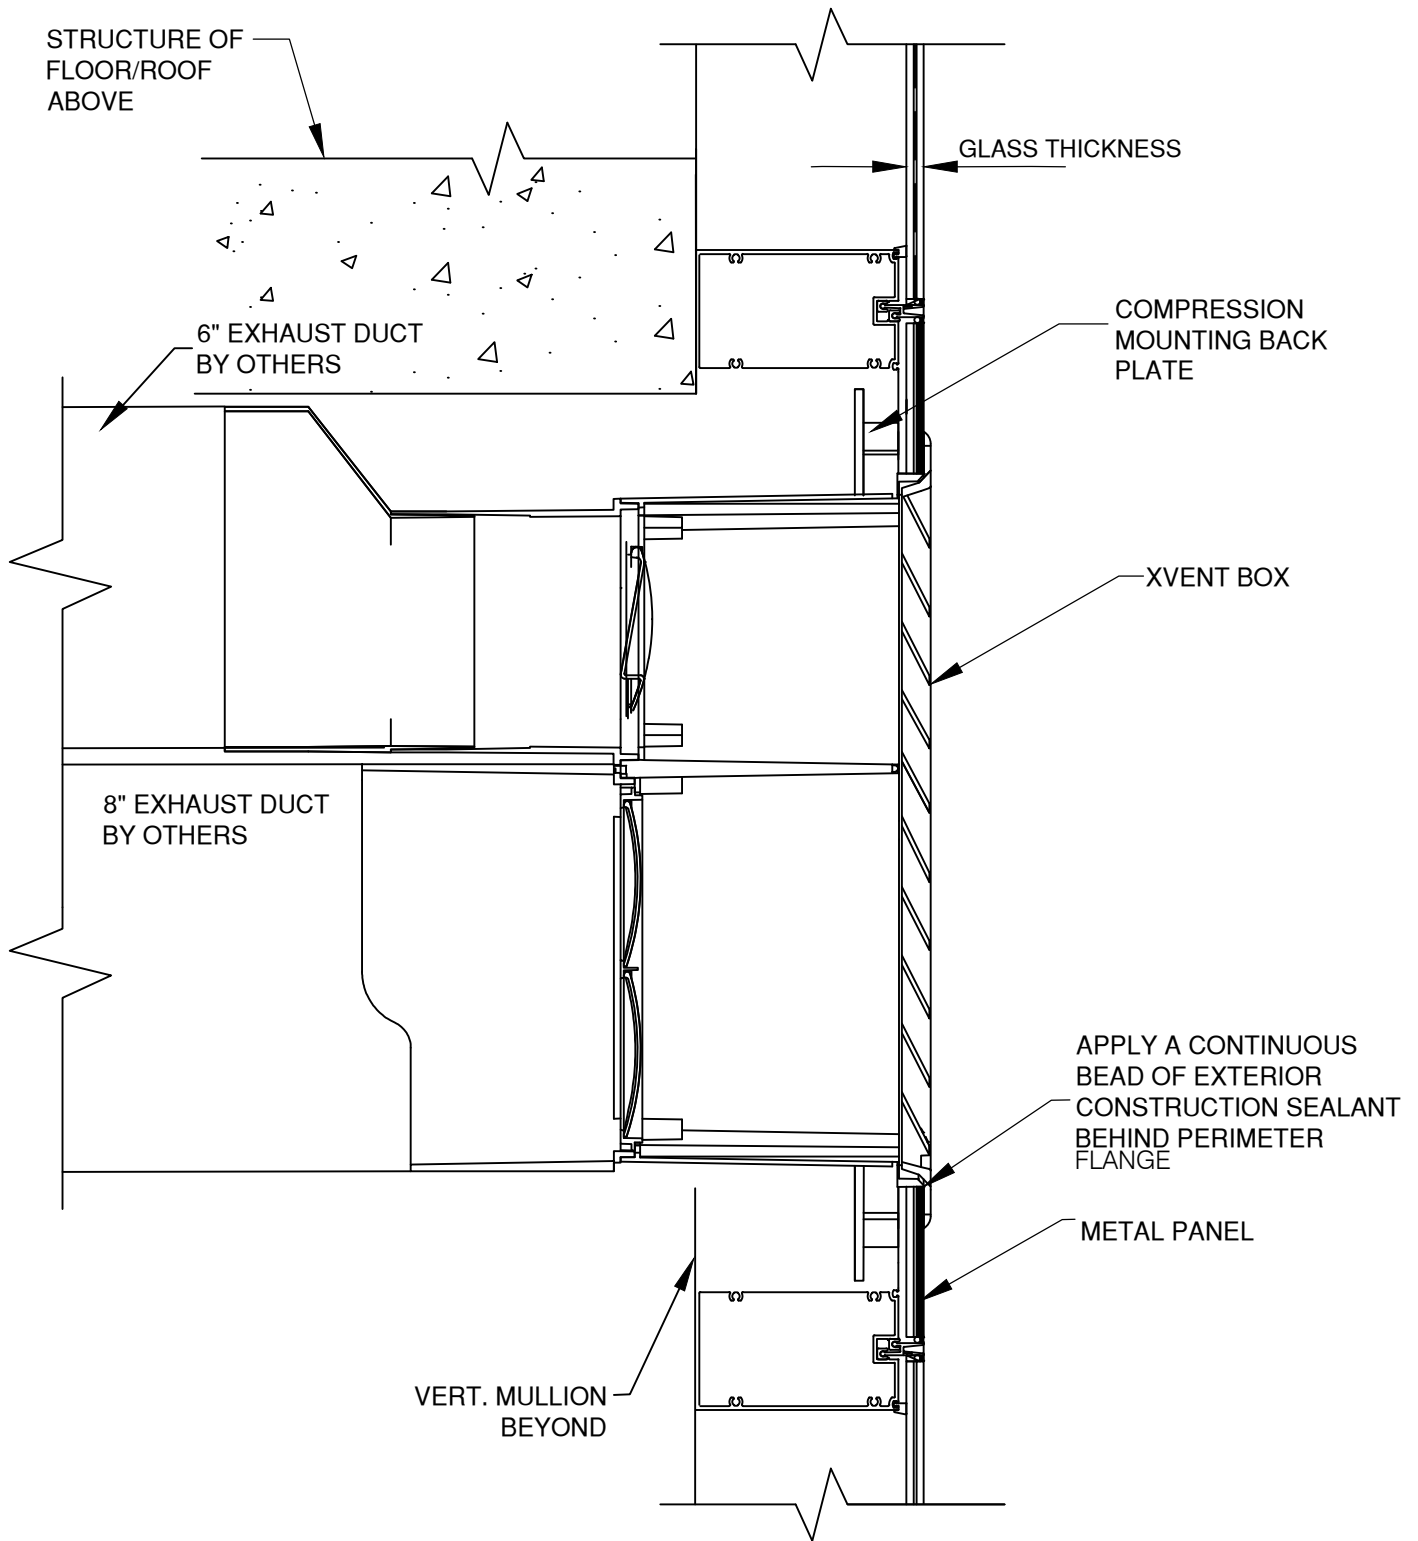 STRUCTURE OF
FLOOR/ROOF
ABOVE
GLASS THICKNESS
COMPRESSION
MOUNTING BACK
PLATE
6" EXHAUST DUCT
BY OTHERS
XVENT BOX
8" EXHAUST DUCT
BY OTHERS
APPLY A CONTINUOUS
BEAD OF EXTERIOR
CONSTRUCTION SEALANT
BEHIND PERIMETER
FLANGE
METAL PANEL
VERT. MULLION
BEYOND